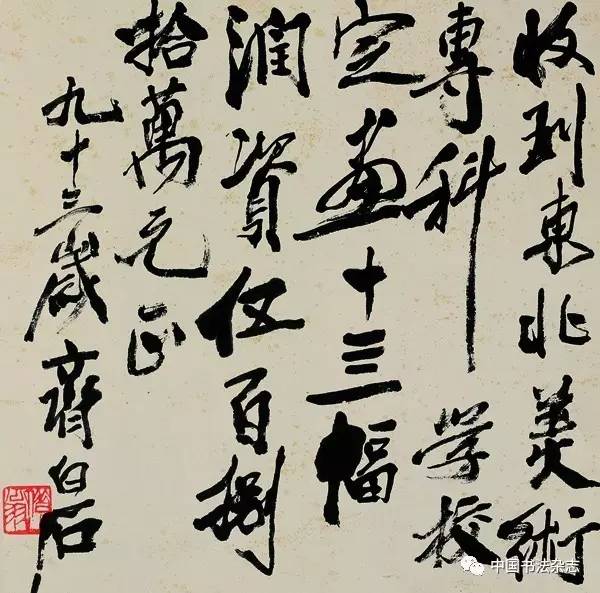 收到東北美術
專科學校
定画十三幅
潤資伍百捌
拾萬元正
九十三歲齊白石
中国书法杂志